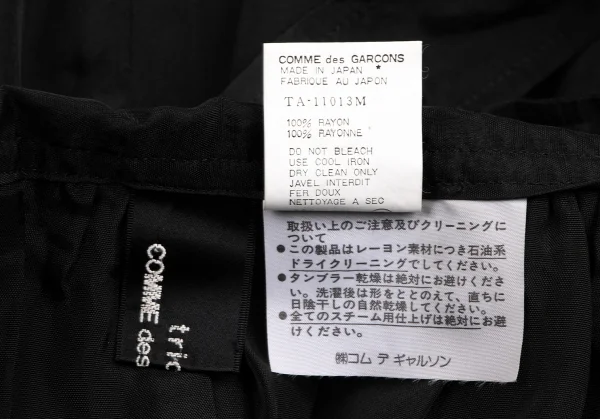 COMME des GARCONS
MADE IN JAPAN ★
FABRIQUE AU JAPON
TA-11013M
100% RAYON
100% RAYONNE
DO NOT BLEACH
USE COOL IRON
DRY CLEAN ONLY
JAVEL INTERDIT
FER DOUX
NETTOYAGE A SEC
取扱い上のご注意及びクリーニングに
ついて
●この製品はレーヨン素材につき石油系
ドライクリーニングでしてください。
●タンブラー乾燥は絶対にお避けくださ
い。洗濯後は形をととのえて、直ちに
日陰干しの自然乾燥してください。
●全てのスチーム用仕上げは絶対にお避
けください。
㈱コム デ ギャルソン
tric
COMME des